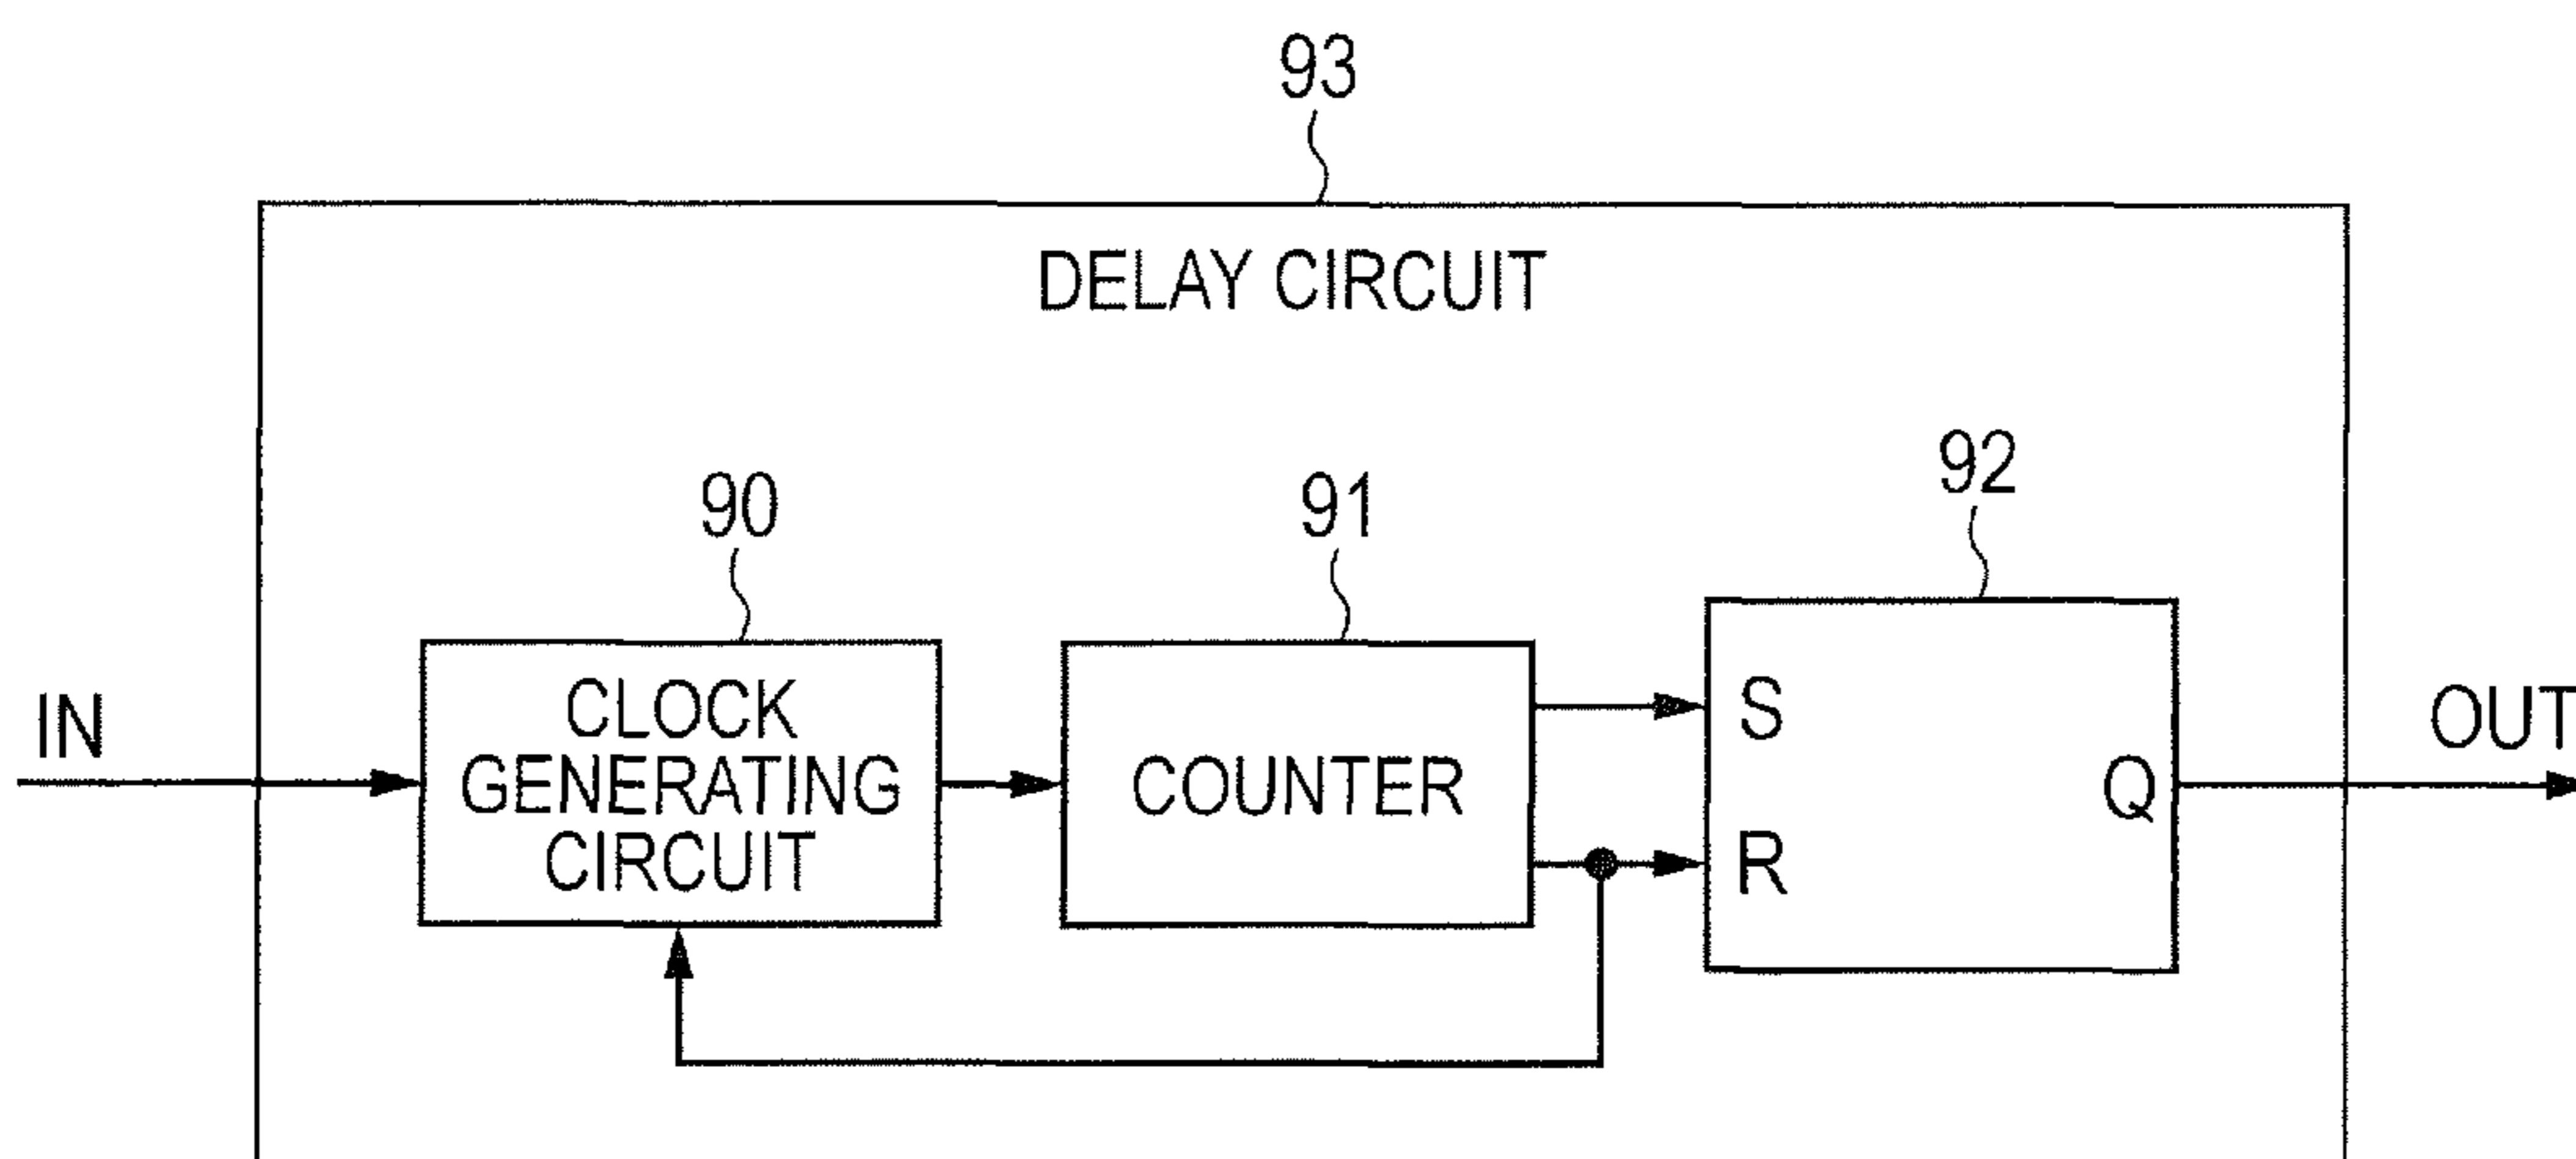 93
DELAY CIRCUIT
90
91
92
IN
CLOCK
GENERATING
CIRCUIT
COUNTER
S
R
Q
OUT